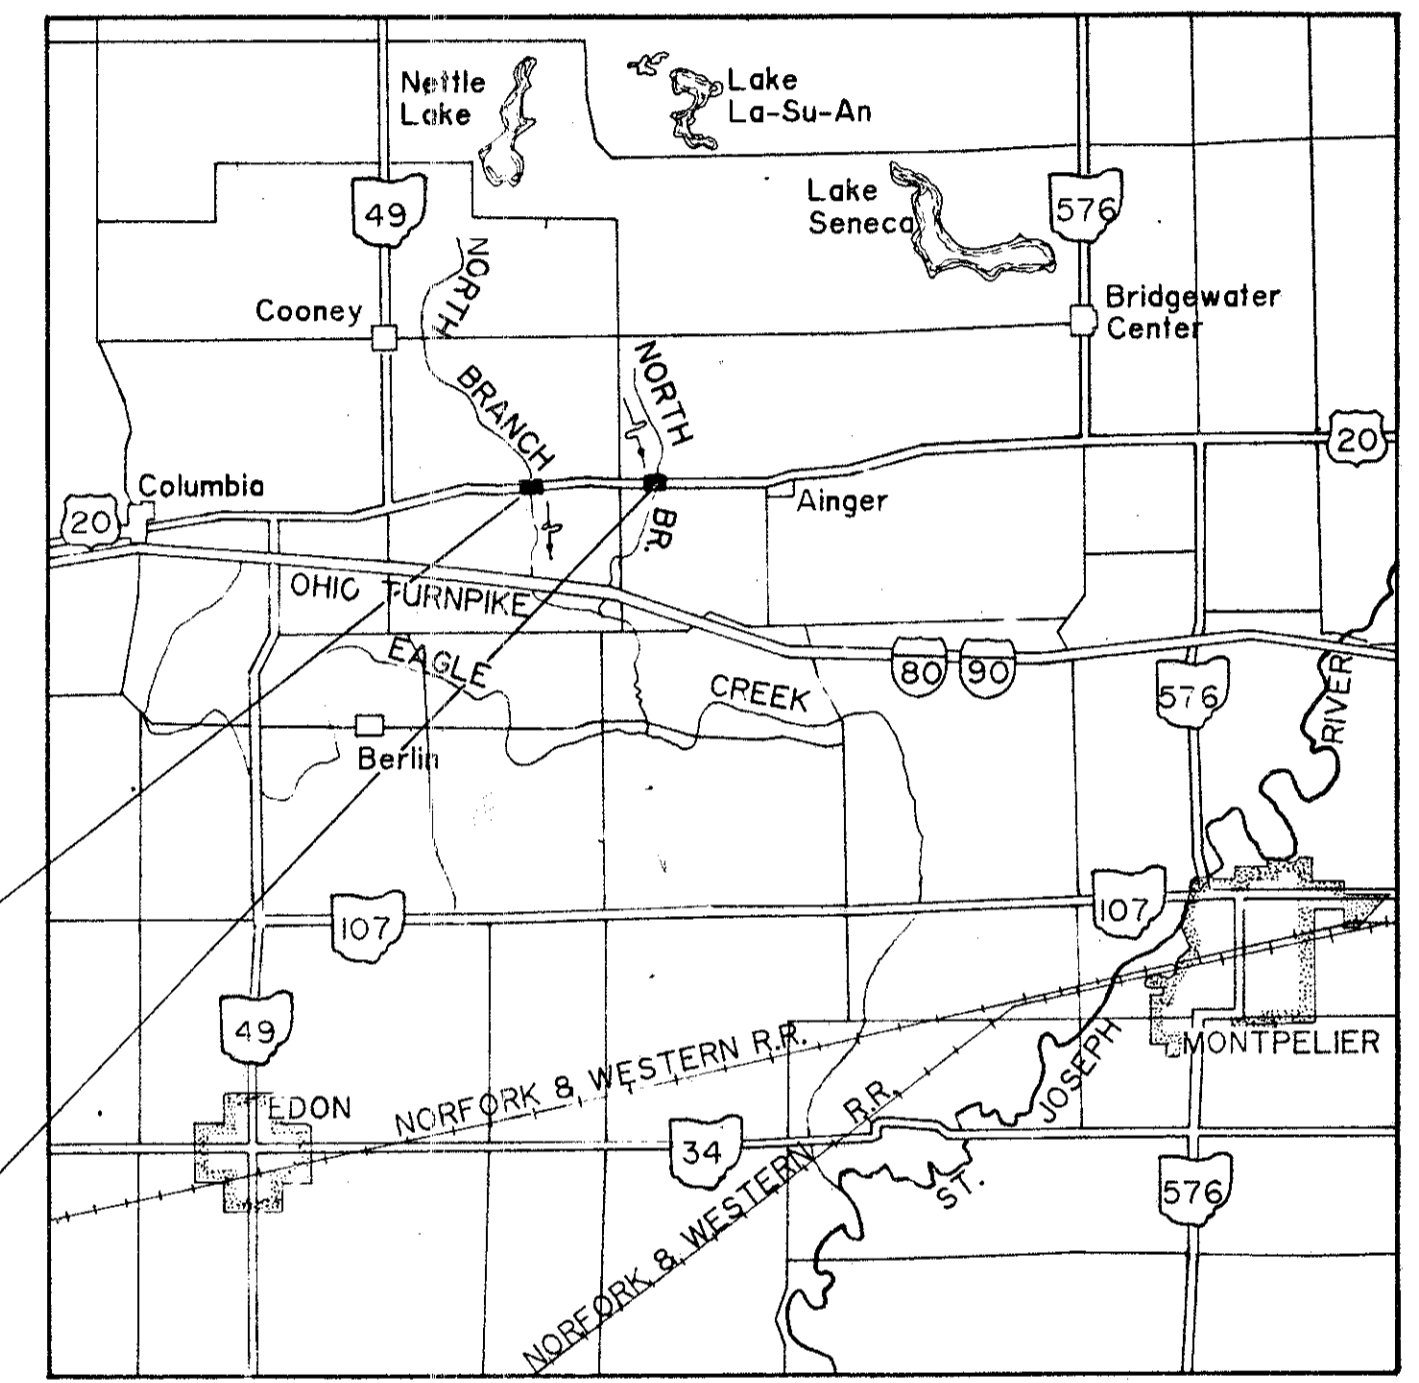 Nettle
Lake
Lake
La-Su-An
Lake
Seneca
49
576
NORTH
BRANCH
Cooney
Bridgewater
Center
NORTH
BR.
20
Columbia
20
Ainger
OHIO TURNPIKE
EAGLE
CREEK
80
90
576
RIVER
Berlin
107
107
49
NORFORK & WESTERN R.R.
MONTPELIER
EDON
JOSEPH
ST.
34
NORFORK & WESTERN R.R.
576